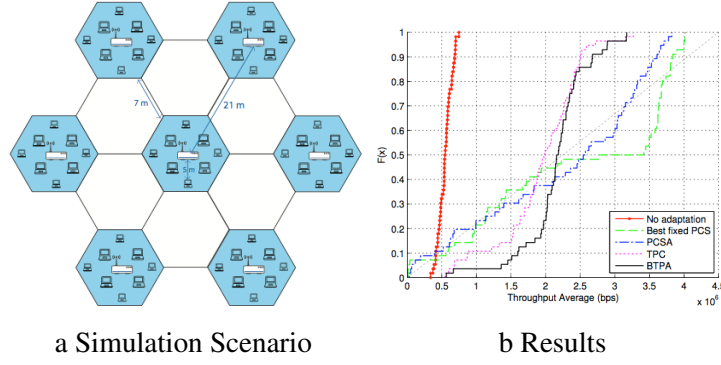 7 m
21 m
5 m
F(x)
1
0.9
0.8
0.7
0.6
0.5
0.4
0.3
0.2
0.1
0
No adaptation
Best fixed PCS
PCSA
TPC
BTPA
0 0.5 1 1.5 2 2.5 3 3.5 4 4.5
Throughput Average (bps)
x 10⁶
a Simulation Scenario
b Results